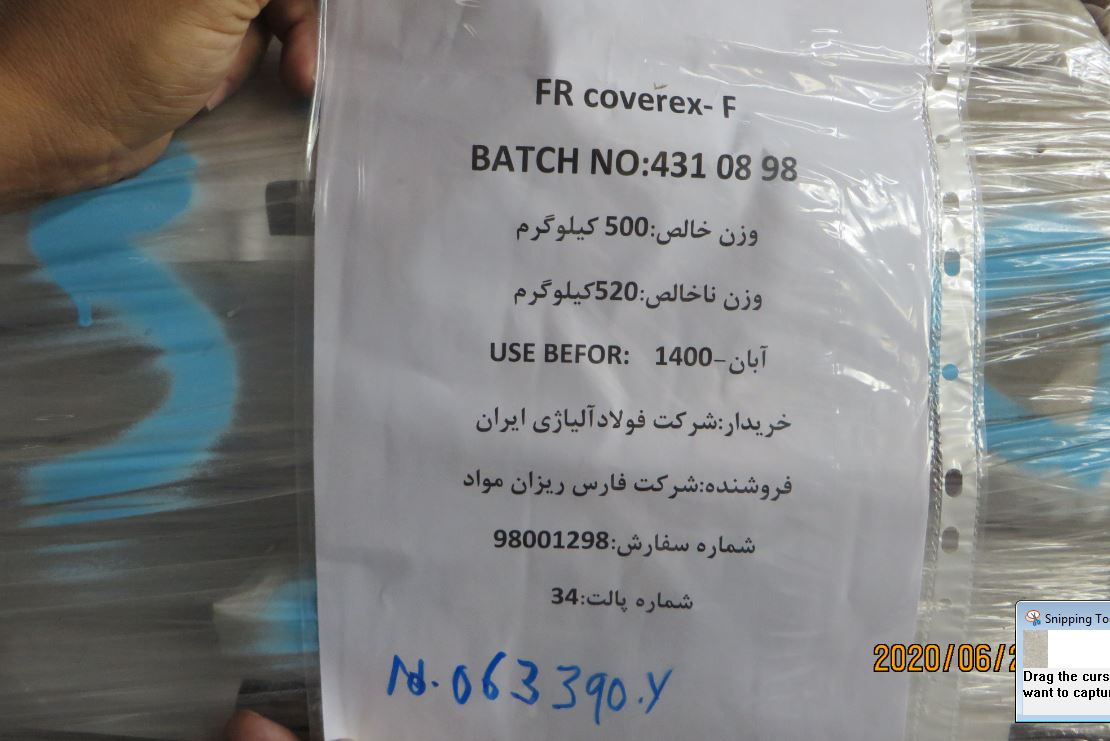 FR coverex- F
BATCH NO:431 08 98
وزن خالص:500 کیلوگرم
وزن ناخالص:520کیلوگرم
USE BEFOR: آبان-1400
خریدار:شرکت فولادآلیاژی ایران
فروشنده:شرکت فارس ریزان مواد
شماره سفارش:98001298
شماره پالت:34
N.063390.Y
2020/06/2
Snipping To
Drag the curs
want to captu